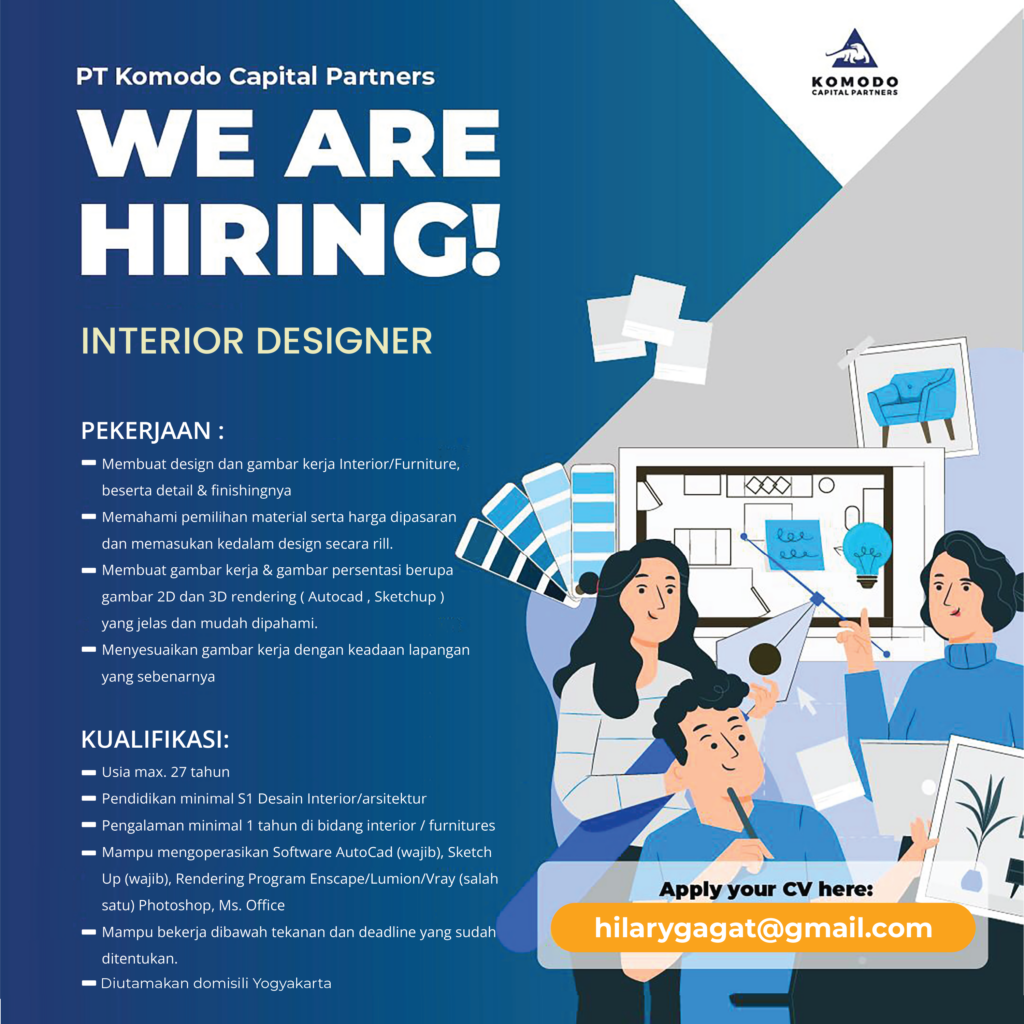 PT Komodo Capital Partners
KOMODO
CAPITAL PARTNERS
WE ARE
HIRING!
INTERIOR DESIGNER
PEKERJAAN :
Membuat design dan gambar kerja Interior/Furniture,
beserta detail & finishingnya
Memahami pemilihan material serta harga dipasaran
dan memasukan kedalam design secara rill.
Membuat gambar kerja & gambar persentasi berupa
gambar 2D dan 3D rendering ( Autocad , Sketchup )
yang jelas dan mudah dipahami.
Menyesuaikan gambar kerja dengan keadaan lapangan
yang sebenarnya
KUALIFIKASI:
Usia max. 27 tahun
Pendidikan minimal S1 Desain Interior/arsitektur
Pengalaman minimal 1 tahun di bidang interior / furnitures
Mampu mengoperasikan Software AutoCad (wajib), Sketch
Up (wajib), Rendering Program Enscape/Lumion/Vray (salah
satu) Photoshop, Ms. Office
Mampu bekerja dibawah tekanan dan deadline yang sudah
ditentukan.
Diutamakan domisili Yogyakarta
Apply your CV here:
hilarygagat@gmail.com